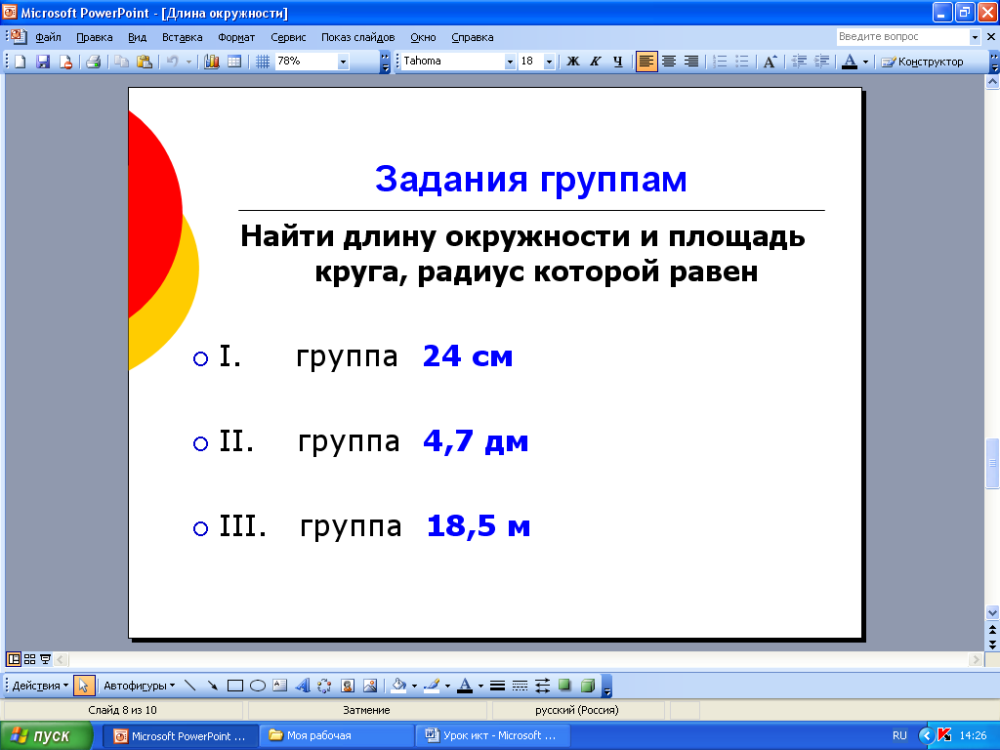 Microsoft PowerPoint - [Длина окружности]
Файл Правка Вид Вставка Формат Сервис Показ слайдов Окно Справка Введите вопрос
78% Tahoma 18 Ж К Ч А А Конструктор
Задания группам
Найти длину окружности и площадь
круга, радиус которой равен
I. группа 24 см
II. группа 4,7 дм
III. группа 18,5 м
Действия Автофигуры А
Слайд 8 из 10 Затмение русский (Россия)
пуск Microsoft PowerPoint ... Моя рабочая Урок икт - Microsoft ... RU 14:26